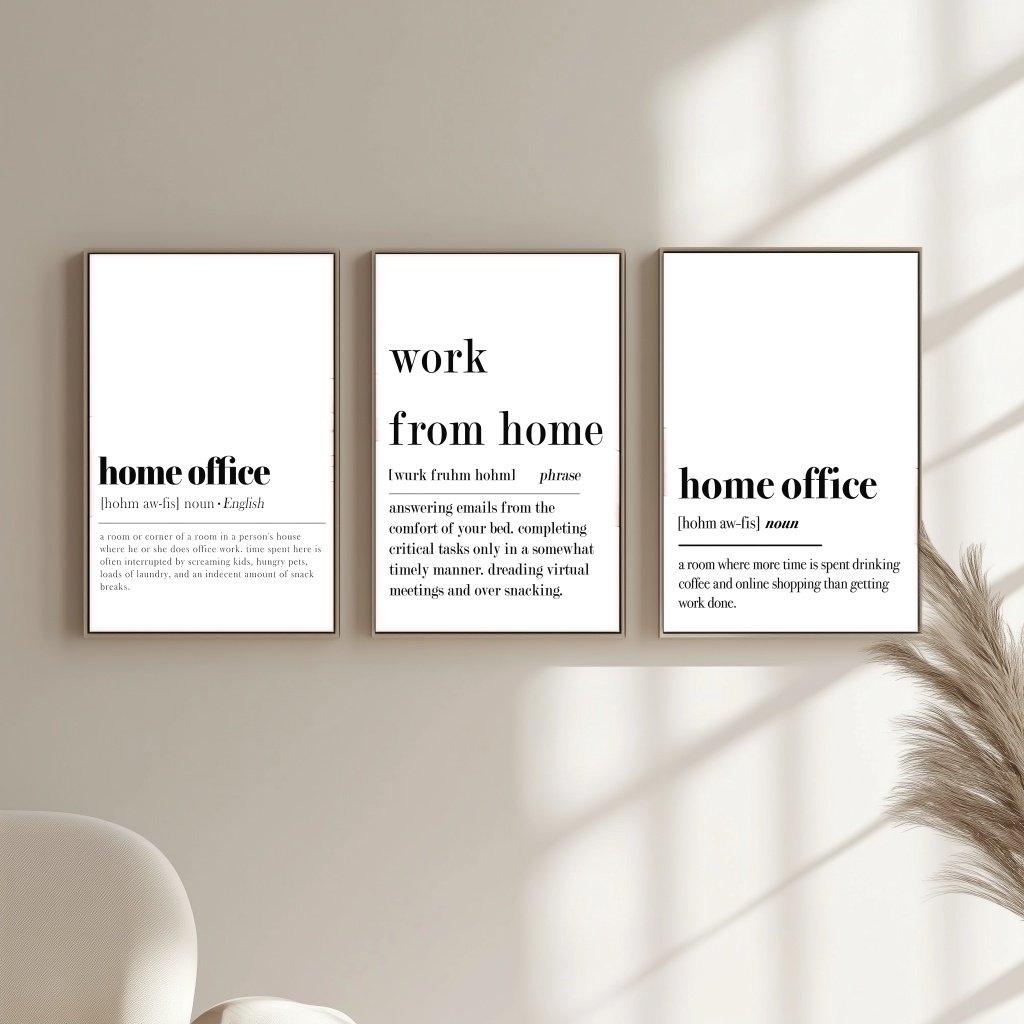 home office
[hohm aw-fis] noun • English
a room or corner of a room in a person's house
where he or she does office work. time spent here is
often interrupted by screaming kids, hungry pets,
loads of laundry, and an indecent amount of snack
breaks.
work
from home
[wurk fruhm hohm] phrase
answering emails from the
comfort of your bed. completing
critical tasks only in a somewhat
timely manner. dreading virtual
meetings and over snacking.
home office
[hohm aw-fis] noun
a room where more time is spent drinking
coffee and online shopping than getting
work done.